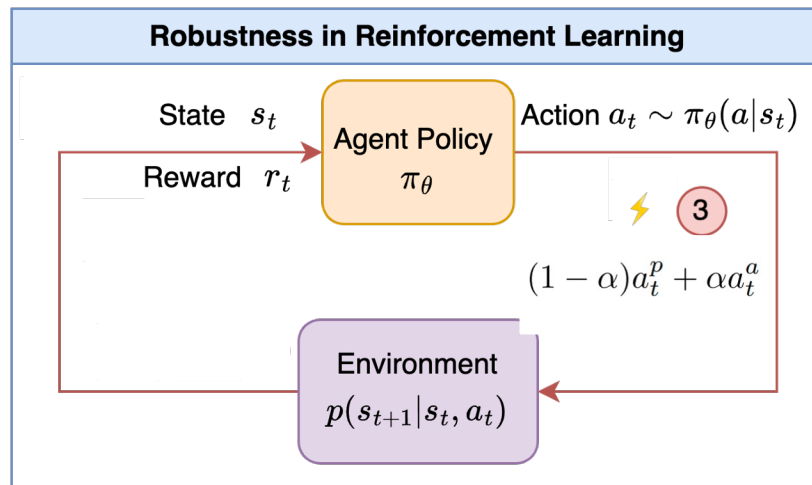 Robustness in Reinforcement Learning
State $s_t$
Reward $r_t$
Agent Policy
$\pi_\theta$
Action $a_t \sim \pi_\theta(a|s_t)$
3
$(1 - \alpha)a_t^p + \alpha a_t^a$
Environment
$p(s_{t+1}|s_t, a_t)$